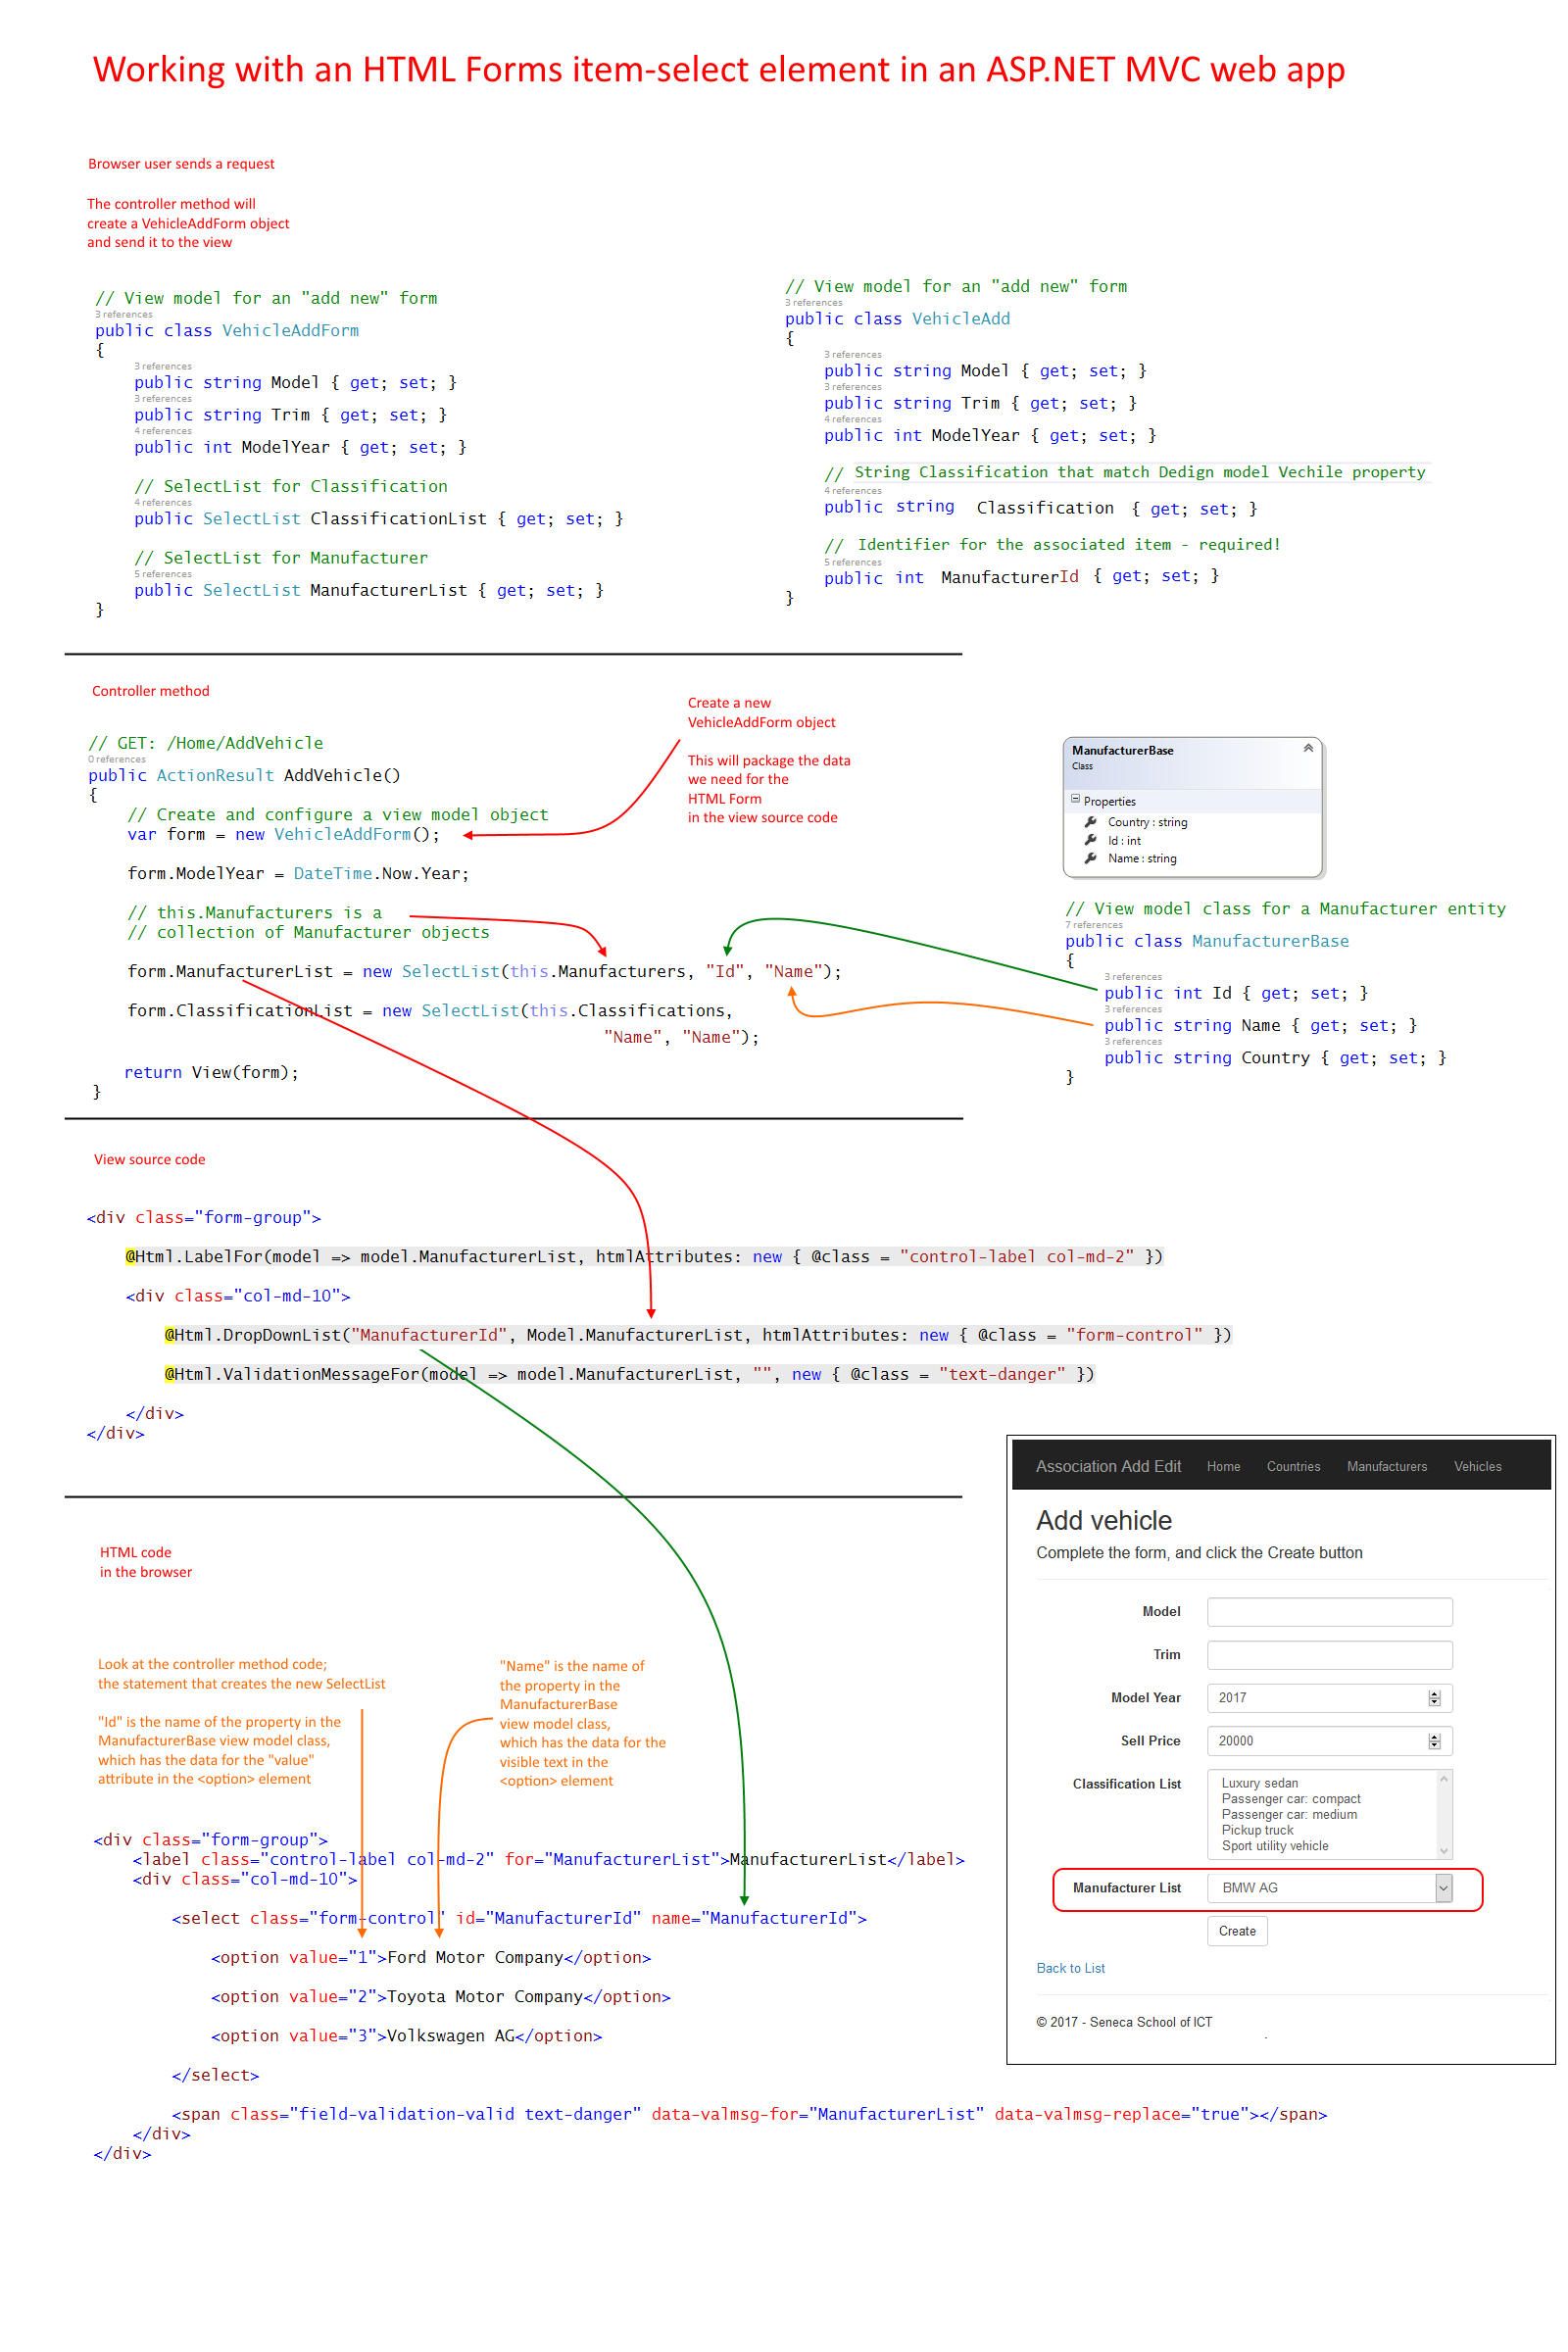 Working with an HTML Forms item-select element in an ASP.NET MVC web app
Browser user sends a request
The controller method will
create a VehicleAddForm object
and send it to the view
// View model for an "add new" form
3 references
public class VehicleAddForm
{
3 references
public string Model { get; set; }
3 references
public string Trim { get; set; }
4 references
public int ModelYear { get; set; }
// SelectList for Classification
4 references
public SelectList ClassificationList { get; set; }
// SelectList for Manufacturer
5 references
public SelectList ManufacturerList { get; set; }
}
// View model for an "add new" form
3 references
public class VehicleAdd
{
3 references
public string Model { get; set; }
3 references
public string Trim { get; set; }
4 references
public int ModelYear { get; set; }
// String Classification that match Dedign model Vechile property
4 references
public string Classification { get; set; }
// Identifier for the associated item - required!
5 references
public int ManufacturerId { get; set; }
}
Controller method
// GET: /Home/AddVehicle
0 references
public ActionResult AddVehicle()
{
// Create and configure a view model object
var form = new VehicleAddForm();
form.ModelYear = DateTime.Now.Year;
// this.Manufacturers is a
// collection of Manufacturer objects
form.ManufacturerList = new SelectList(this.Manufacturers, "Id", "Name");
form.ClassificationList = new SelectList(this.Classifications,
"Name", "Name");
return View(form);
}
Create a new
VehicleAddForm object
This will package the data
we need for the
HTML Form
in the view source code
ManufacturerBase
Class
Properties
Country : string
Id : int
Name : string
// View model class for a Manufacturer entity
7 references
public class ManufacturerBase
{
3 references
public int Id { get; set; }
3 references
public string Name { get; set; }
3 references
public string Country { get; set; }
}
View source code
<div class="form-group">
@Html.LabelFor(model => model.ManufacturerList, htmlAttributes: new { @class = "control-label col-md-2" })
<div class="col-md-10">
@Html.DropDownList("ManufacturerId", Model.ManufacturerList, htmlAttributes: new { @class = "form-control" })
@Html.ValidationMessageFor(model => model.ManufacturerList, "", new { @class = "text-danger" })
</div>
</div>
HTML code
in the browser
Look at the controller method code;
the statement that creates the new SelectList
"Id" is the name of the property in the
ManufacturerBase view model class,
which has the data for the "value"
attribute in the <option> element
"Name" is the name of
the property in the
ManufacturerBase
view model class,
which has the data for the
visible text in the
<option> element
<div class="form-group">
<label class="control-label col-md-2" for="ManufacturerList">ManufacturerList</label>
<div class="col-md-10">
<select class="form-control" id="ManufacturerId" name="ManufacturerId">
<option value="1">Ford Motor Company</option>
<option value="2">Toyota Motor Company</option>
<option value="3">Volkswagen AG</option>
</select>
<span class="field-validation-valid text-danger" data-valmsg-for="ManufacturerList" data-valmsg-replace="true"></span>
</div>
</div>
Association Add Edit Home Countries Manufacturers Vehicles
Add vehicle
Complete the form, and click the Create button
Model
Trim
Model Year 2017
Sell Price 20000
Classification List Luxury sedan
Passenger car: compact
Passenger car: medium
Pickup truck
Sport utility vehicle
Manufacturer List BMW AG
Create
Back to List
© 2017 - Seneca School of ICT